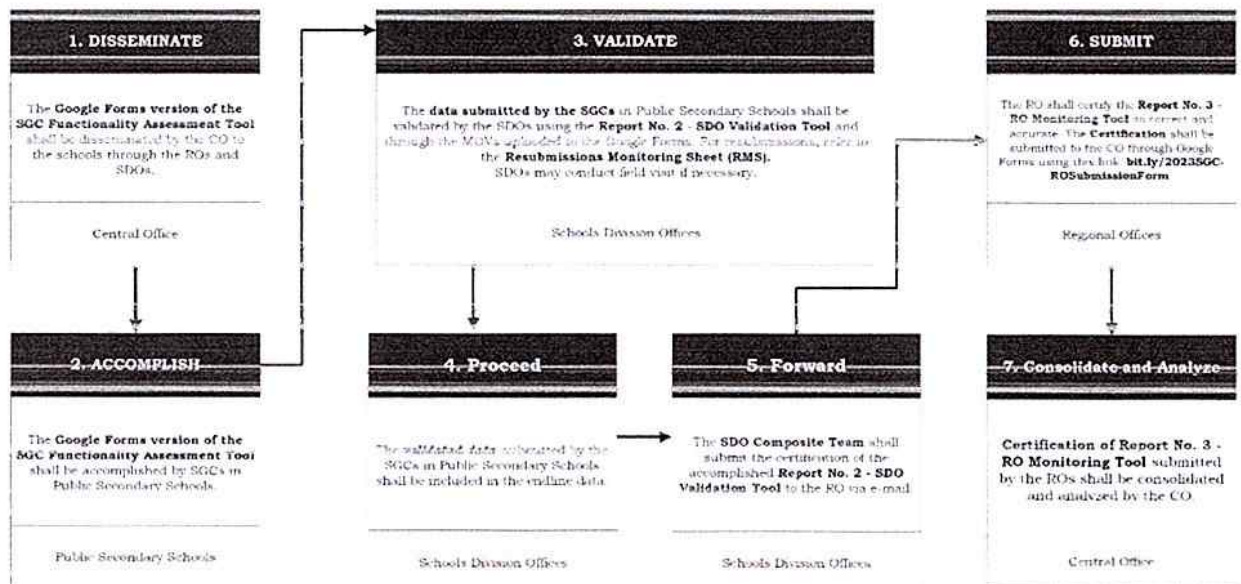 1. DISSEMINATE
The Google Forms version of the
SGC Functionality Assessment Tool
shall be disseminated by the CO to
the schools through the ROs and
SDOs.
Central Office
2. ACCOMPLISH
The Google Forms version of the
SGC Functionality Assessment Tool
shall be accomplished by SGCs in
Public Secondary Schools.
Public Secondary Schools
3. VALIDATE
The data submitted by the SGCs in Public Secondary Schools shall be
validated by the SDOs using the Report No. 2 - SDO Validation Tool and
through the MOVs uploaded to the Google Forms. For resubmissions, refer to
the Resubmissions Monitoring Sheet (RMS).
SDOs may conduct field visit if necessary.
Schools Division Offices
4. Proceed
The validated data submitted by the
SGCs in Public Secondary Schools
shall be included in the endline data.
Schools Division Offices
5. Forward
The SDO Composite Team shall
submit the certification of the
accomplished Report No. 2 - SDO
Validation Tool to the RO via e-mail
Schools Division Offices
6. SUBMIT
The RO shall certify the Report No. 3 -
RO Monitoring Tool as correct and
accurate. The Certification shall be
submitted to the CO through Google
Forms using this link: bit.ly/2023SGC-
ROSubmissionForm
Regional Offices
7. Consolidate and Analyze
Certification of Report No. 3 -
RO Monitoring Tool submitted
by the ROs shall be consolidated
and analyzed by the CO.
Central Office